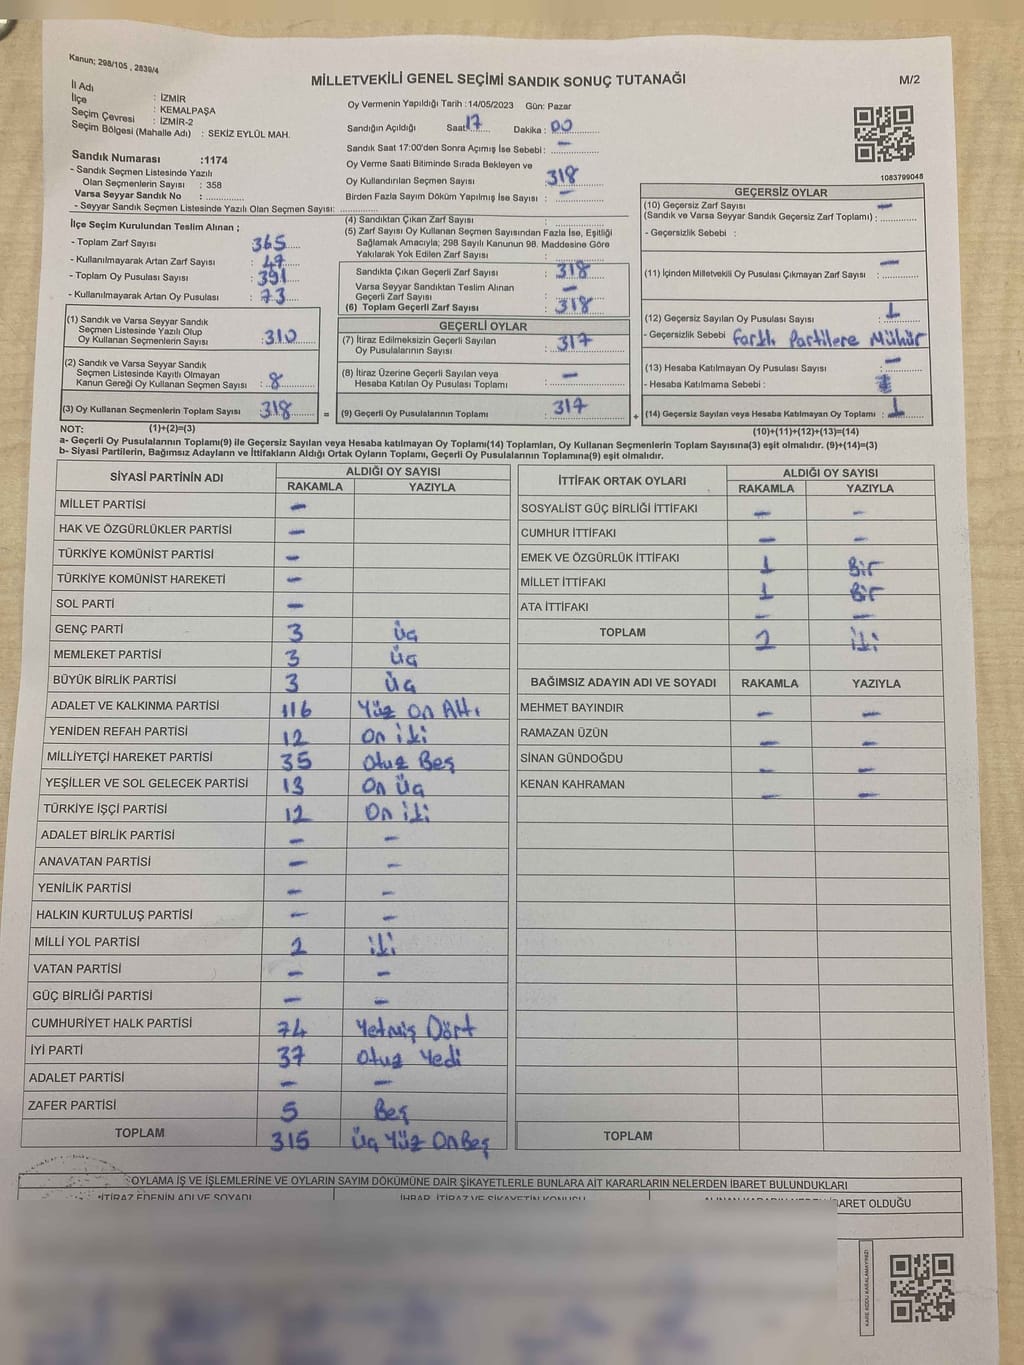 Kanun; 298/105 , 2839/4
MİLLETVEKİLİ GENEL SEÇİMİ SANDIK SONUÇ TUTANAĞI
M/2
İl Adı : İZMİR
İlçe : KEMALPAŞA
Seçim Çevresi : İZMİR-2
Seçim Bölgesi (Mahalle Adı) : SEKİZ EYLÜL MAH.
Oy Vermenin Yapıldığı Tarih :14/05/2023 Gün: Pazar
Sandığın Açıldığı Saat 17 Dakika : 00
Sandık Saat 17:00'den Sonra Açımış İse Sebebi : –
Oy Verme Saati Bitiminde Sırada Bekleyen ve
Oy Kullandırılan Seçmen Sayısı 318
Birden Fazla Sayım Döküm Yapılmış İse Sayısı : –
1083799048
Sandık Numarası :1174
- Sandık Seçmen Listesinde Yazılı
Olan Seçmenlerin Sayısı : 358
Varsa Seyyar Sandık No :
- Seyyar Sandık Seçmen Listesinde Yazılı Olan Seçmen Sayısı:
İlçe Seçim Kurulundan Teslim Alınan ;
- Toplam Zarf Sayısı : 365
- Kullanılmayarak Artan Zarf Sayısı : 47
- Toplam Oy Pusulası Sayısı : 391
- Kullanılmayarak Artan Oy Pusulası : 73
(1) Sandık ve Varsa Seyyar Sandık
Seçmen Listesinde Yazılı Olup
Oy Kullanan Seçmenlerin Sayısı : 310
(2) Sandık ve Varsa Seyyar Sandık
Seçmen Listesinde Kayıtlı Olmayan
Kanun Gereği Oy Kullanan Seçmen Sayısı : 8
(3) Oy Kullanan Seçmenlerin Toplam Sayısı : 318 =
(4) Sandıktan Çıkan Zarf Sayısı :
(5) Zarf Sayısı Oy Kullanan Seçmen Sayısından Fazla İse, Eşitliği
Sağlamak Amacıyla; 298 Sayılı Kanunun 98. Maddesine Göre
Yakılarak Yok Edilen Zarf Sayısı :
Sandıkta Çıkan Geçerli Zarf Sayısı : 318
Varsa Seyyar Sandıktan Teslim Alınan
Geçerli Zarf Sayısı : –
(6) Toplam Geçerli Zarf Sayısı : 318
GEÇERLİ OYLAR
(7) İtiraz Edilmeksizin Geçerli Sayılan
Oy Pusulalarının Sayısı : 317
(8) İtiraz Üzerine Geçerli Sayılan veya
Hesaba Katılan Oy Pusulası Toplamı : –
(9) Geçerli Oy Pusulalarının Toplamı : 317 +
GEÇERSİZ OYLAR
(10) Geçersiz Zarf Sayısı –
(Sandık ve Varsa Seyyar Sandık Geçersiz Zarf Toplamı) :
- Geçersizlik Sebebi :
(11) İçinden Milletvekili Oy Pusulası Çıkmayan Zarf Sayısı : –
(12) Geçersiz Sayılan Oy Pusulası Sayısı : 1
- Geçersizlik Sebebi : farklı Partilere Mühür
(13) Hesaba Katılmayan Oy Pusulası Sayısı : –
- Hesaba Katılmama Sebebi :
(14) Geçersiz Sayılan veya Hesaba Katılmayan Oy Toplamı : 1
NOT: (1)+(2)=(3) (10)+(11)+(12)+(13)=(14)
a- Geçerli Oy Pusulalarının Toplamı(9) ile Geçersiz Sayılan veya Hesaba katılmayan Oy Toplamı(14) Toplamları, Oy Kullanan Seçmenlerin Toplam Sayısına(3) eşit olmalıdır. (9)+(14)=(3)
b- Siyasi Partilerin, Bağımsız Adayların ve İttifakların Aldığı Ortak Oyların Toplamı, Geçerli Oy Pusulalarının Toplamına(9) eşit olmalıdır.
SİYASİ PARTİNİN ADI ALDIĞI OY SAYISI
RAKAMLA YAZIYLA
MİLLET PARTİSİ –
HAK VE ÖZGÜRLÜKLER PARTİSİ –
TÜRKİYE KOMÜNİST PARTİSİ –
TÜRKİYE KOMÜNİST HAREKETİ –
SOL PARTİ –
GENÇ PARTİ 3 üç
MEMLEKET PARTİSİ 3 üç
BÜYÜK BİRLİK PARTİSİ 3 üç
ADALET VE KALKINMA PARTİSİ 116 Yüz On Altı
YENİDEN REFAH PARTİSİ 12 On iki
MİLLİYETÇİ HAREKET PARTİSİ 35 Otuz Beş
YEŞİLLER VE SOL GELECEK PARTİSİ 13 On üç
TÜRKİYE İŞÇİ PARTİSİ 12 On iki
ADALET BİRLİK PARTİSİ – –
ANAVATAN PARTİSİ – –
YENİLİK PARTİSİ – –
HALKIN KURTULUŞ PARTİSİ – –
MİLLİ YOL PARTİSİ 2 iki
VATAN PARTİSİ – –
GÜÇ BİRLİĞİ PARTİSİ – –
CUMHURİYET HALK PARTİSİ 74 Yetmiş Dört
İYİ PARTİ 37 Otuz Yedi
ADALET PARTİSİ – –
ZAFER PARTİSİ 5 Beş
TOPLAM 315 üç Yüz On Beş
İTTİFAK ORTAK OYLARI ALDIĞI OY SAYISI
RAKAMLA YAZIYLA
SOSYALİST GÜÇ BİRLİĞİ İTTİFAKI – –
CUMHUR İTTİFAKI – –
EMEK VE ÖZGÜRLÜK İTTİFAKI 1 Bir
MİLLET İTTİFAKI 1 Bir
ATA İTTİFAKI – –
TOPLAM 2 iki
BAĞIMSIZ ADAYIN ADI VE SOYADI RAKAMLA YAZIYLA
MEHMET BAYINDIR – –
RAMAZAN ÜZÜN – –
SİNAN GÜNDOĞDU – –
KENAN KAHRAMAN – –
TOPLAM
OYLAMA İŞ VE İŞLEMLERİNE VE OYLARIN SAYIM DÖKÜMÜNE DAİR ŞİKAYETLERLE BUNLARA AİT KARARLARIN NELERDEN İBARET BULUNDUKLARI
İTİRAZ EDENİN ADI VE SOYADI İHBAR, İTİRAZ VE ŞİKAYETİN KONUSU
BARET OLDUĞU
KARE KODU KARALAMAYINIZ!